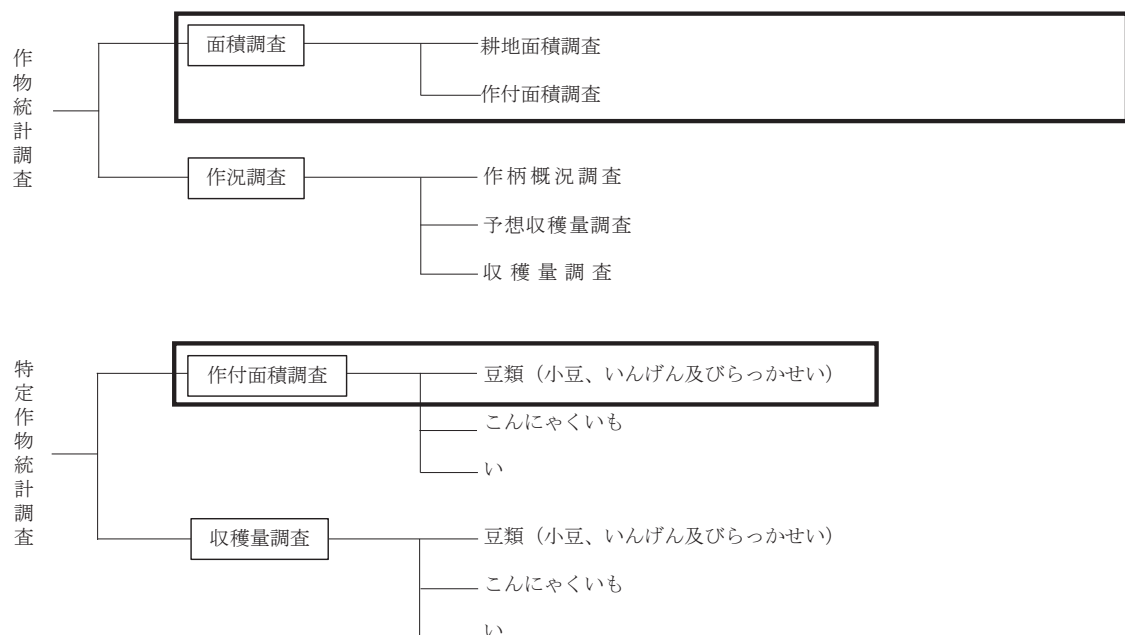 作物統計調査
面積調査
耕地面積調査
作付面積調査
作況調査
作柄概況調査
予想収穫量調査
収穫量調査
特定作物統計調査
作付面積調査
豆類（小豆、いんげん及びらっかせい）
こんにゃくいも
い
収穫量調査
豆類（小豆、いんげん及びらっかせい）
こんにゃくいも
い